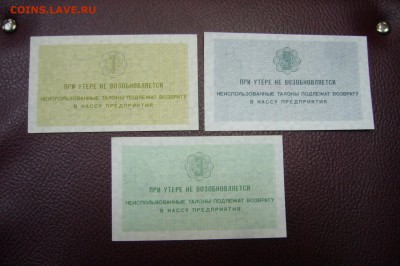 COINS.LAVE.RU
ПРИ УТЕРЕ НЕ ВОЗОБНОВЛЯЕТСЯ
НЕИСПОЛЬЗОВАННЫЕ ТАЛОНЫ ПОДЛЕЖАТ ВОЗВРАТУ
В КАССУ ПРЕДПРИЯТИЯ
ПРИ УТЕРЕ НЕ ВОЗОБНОВЛЯЕТСЯ
НЕИСПОЛЬЗОВАННЫЕ ТАЛОНЫ ПОДЛЕЖАТ ВОЗВРАТУ
В КАССУ ПРЕДПРИЯТИЯ
ПРИ УТЕРЕ НЕ ВОЗОБНОВЛЯЕТСЯ
НЕИСПОЛЬЗОВАННЫЕ ТАЛОНЫ ПОДЛЕЖАТ ВОЗВРАТУ
В КАССУ ПРЕДПРИЯТИЯ